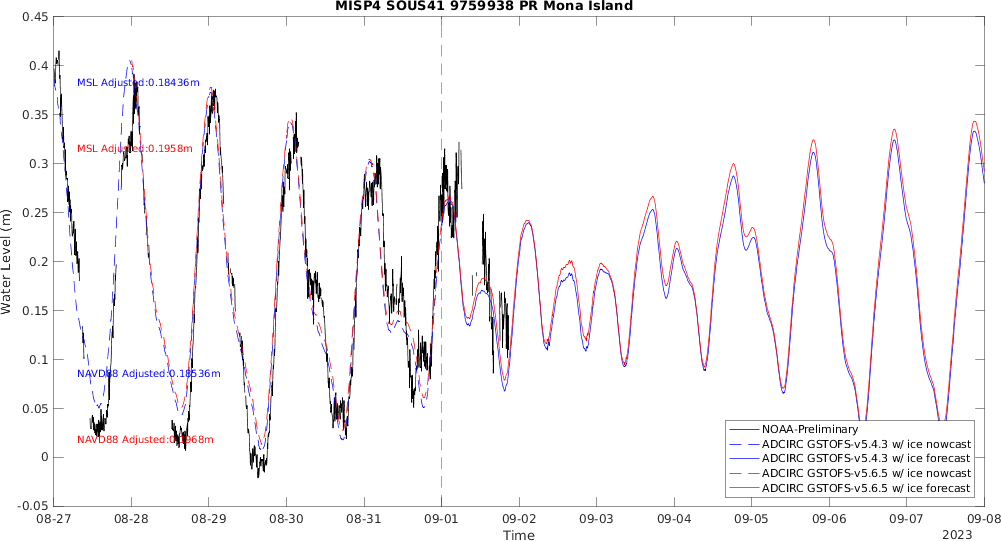 MISP4 SOUS41 9759938 PR Mona Island
Water Level (m)
0.45
0.4
0.35
0.3
0.25
0.2
0.15
0.1
0.05
0
-0.05
MSL Adjusted:0.18436m
MSL Adjusted:0.1958m
NAVD88 Adjusted:0.18536m
NAVD88 Adjusted:0.1968m
NOAA-Preliminary
ADCIRC GSTOFS-v5.4.3 w/ ice nowcast
ADCIRC GSTOFS-v5.4.3 w/ ice forecast
ADCIRC GSTOFS-v5.6.5 w/ ice nowcast
ADCIRC GSTOFS-v5.6.5 w/ ice forecast
08-27 08-28 08-29 08-30 08-31 09-01 09-02 09-03 09-04 09-05 09-06 09-07 09-08
Time
2023